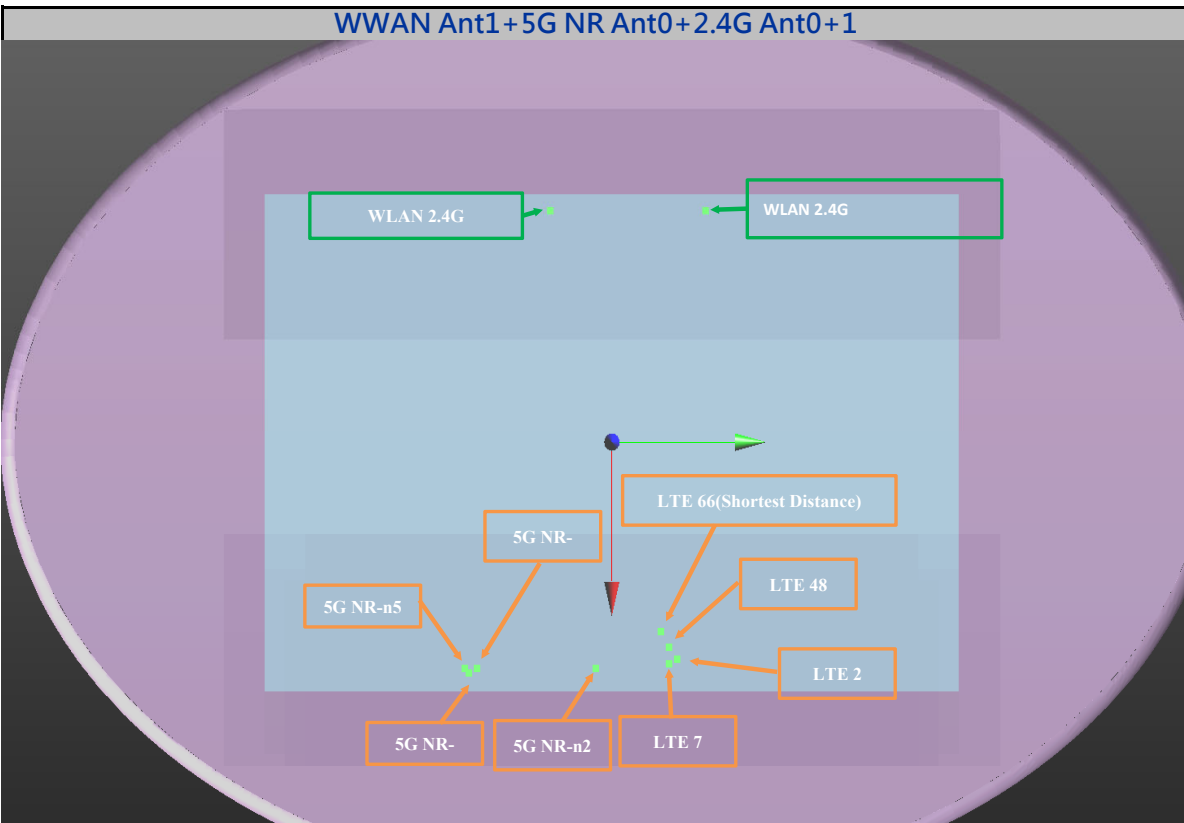 WWAN Ant1+5G NR Ant0+2.4G Ant0+1
WLAN 2.4G
WLAN 2.4G
LTE 66(Shortest Distance)
5G NR-
LTE 48
5G NR-n5
LTE 2
5G NR-
5G NR-n2
LTE 7